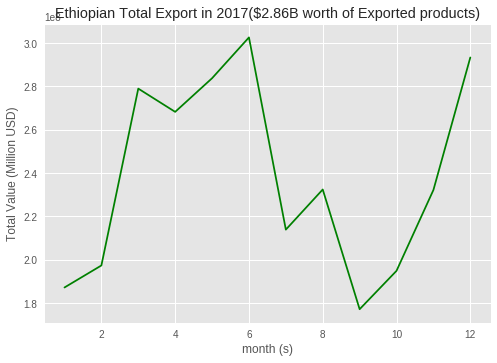 Ethiopian Total Export in 2017($2.86B worth of Exported products)
1e8
3.0
2.8
2.6
2.4
2.2
2.0
1.8
Total Value (Million USD)
2 4 6 8 10 12
month (s)